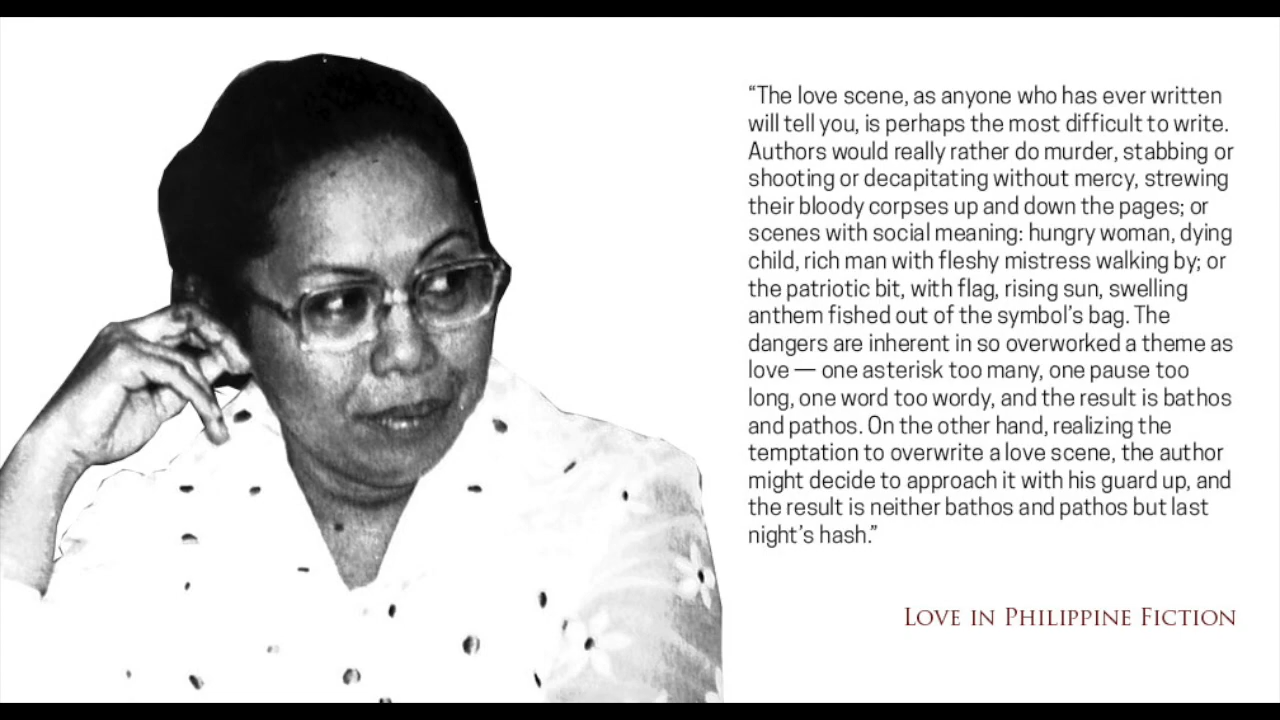 “The love scene, as anyone who has ever written
will tell you, is perhaps the most difficult to write.
Authors would really rather do murder, stabbing or
shooting or decapitating without mercy, strewing
their bloody corpses up and down the pages; or
scenes with social meaning: hungry woman, dying
child, rich man with fleshy mistress walking by; or
the patriotic bit, with flag, rising sun, swelling
anthem fished out of the symbol’s bag. The
dangers are inherent in so overworked a theme as
love — one asterisk too many, one pause too
long, one word too wordy, and the result is bathos
and pathos. On the other hand, realizing the
temptation to overwrite a love scene, the author
might decide to approach it with his guard up, and
the result is neither bathos and pathos but last
night’s hash.”
Love in Philippine Fiction